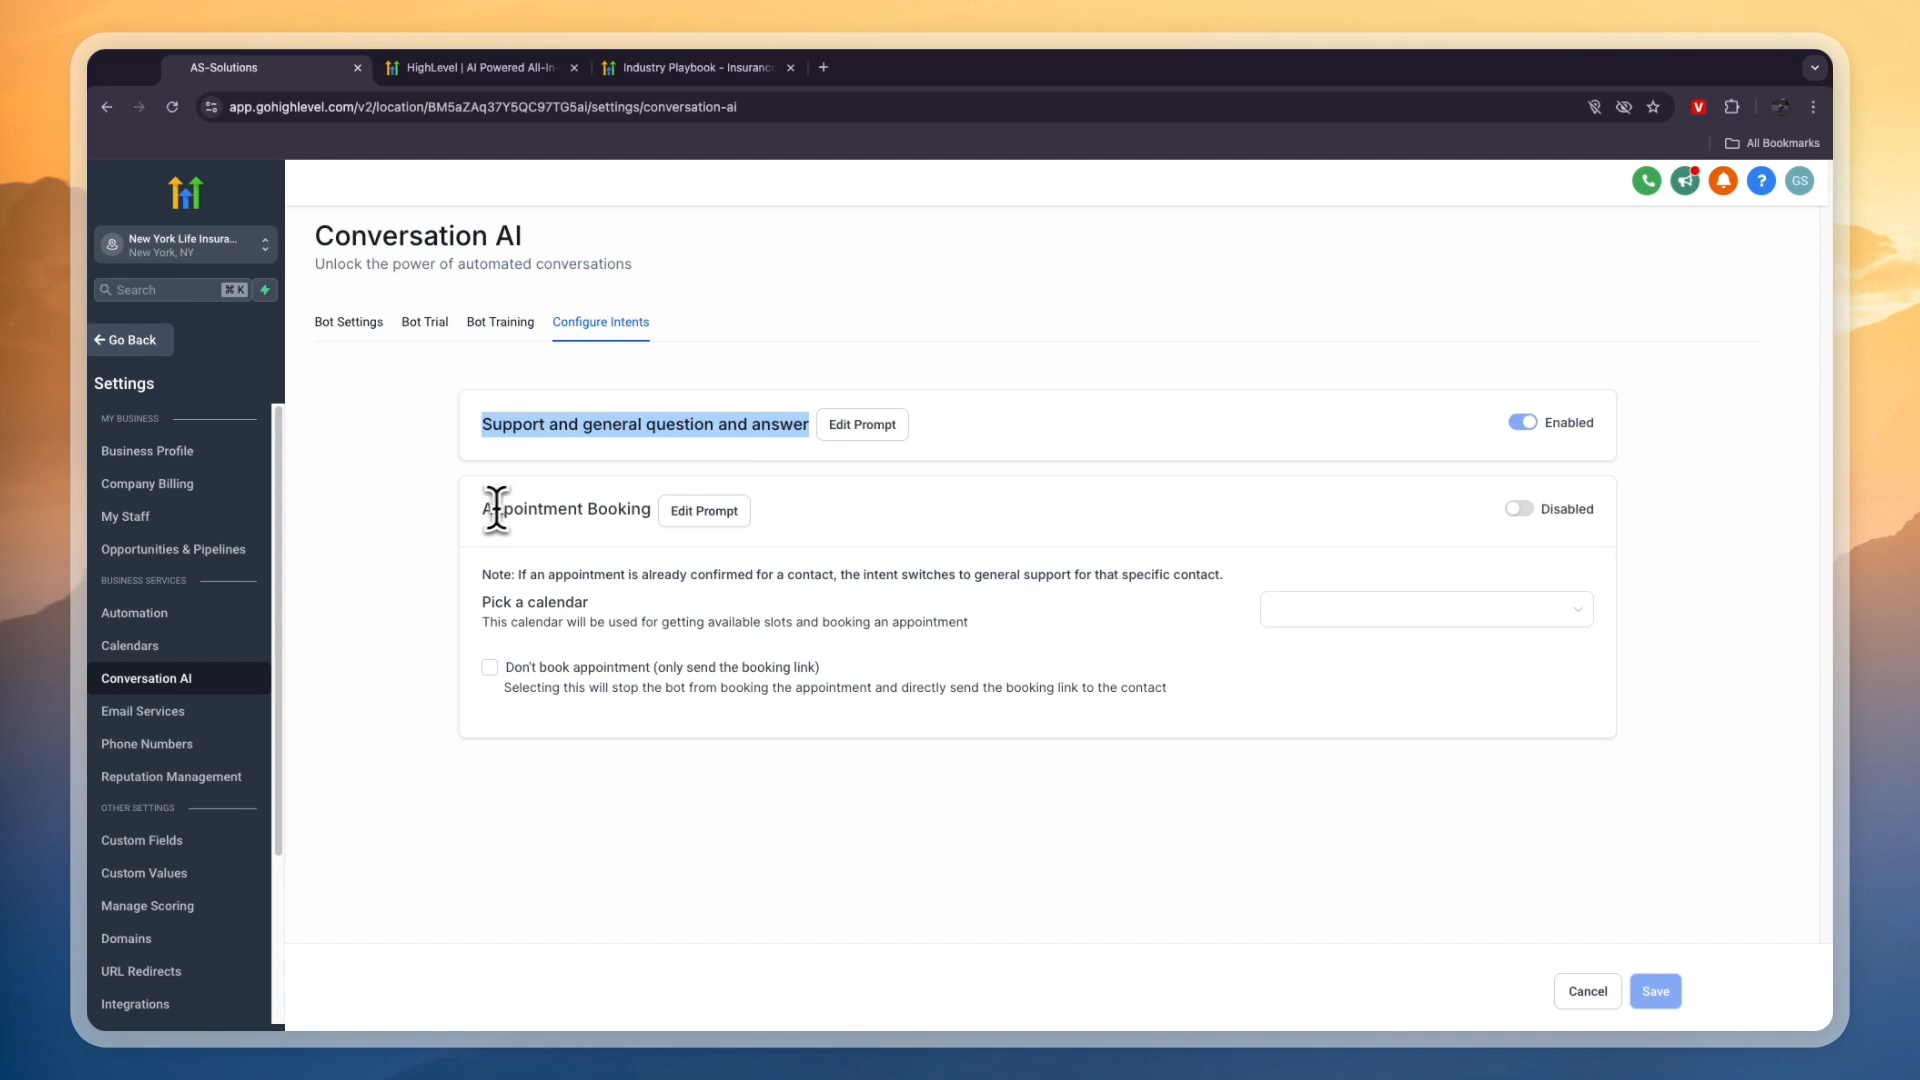 AS-Solutions
HighLevel | AI Powered All-In-
Industry Playbook - Insurance
app.gohighlevel.com/v2/location/BM5aZAq37Y5QC97TG5ai/settings/conversation-ai
V
All Bookmarks
?
GS
New York Life Insura...
New York, NY
Search
⌘ K
Go Back
Settings
MY BUSINESS
Business Profile
Company Billing
My Staff
Opportunities & Pipelines
BUSINESS SERVICES
Automation
Calendars
Conversation AI
Email Services
Phone Numbers
Reputation Management
OTHER SETTINGS
Custom Fields
Custom Values
Manage Scoring
Domains
URL Redirects
Integrations
Conversation AI
Unlock the power of automated conversations
Bot Settings
Bot Trial
Bot Training
Configure Intents
Support and general question and answer
Edit Prompt
Enabled
Appointment Booking
Edit Prompt
Disabled
Note: If an appointment is already confirmed for a contact, the intent switches to general support for that specific contact.
Pick a calendar
This calendar will be used for getting available slots and booking an appointment
Don't book appointment (only send the booking link)
Selecting this will stop the bot from booking the appointment and directly send the booking link to the contact
Cancel
Save